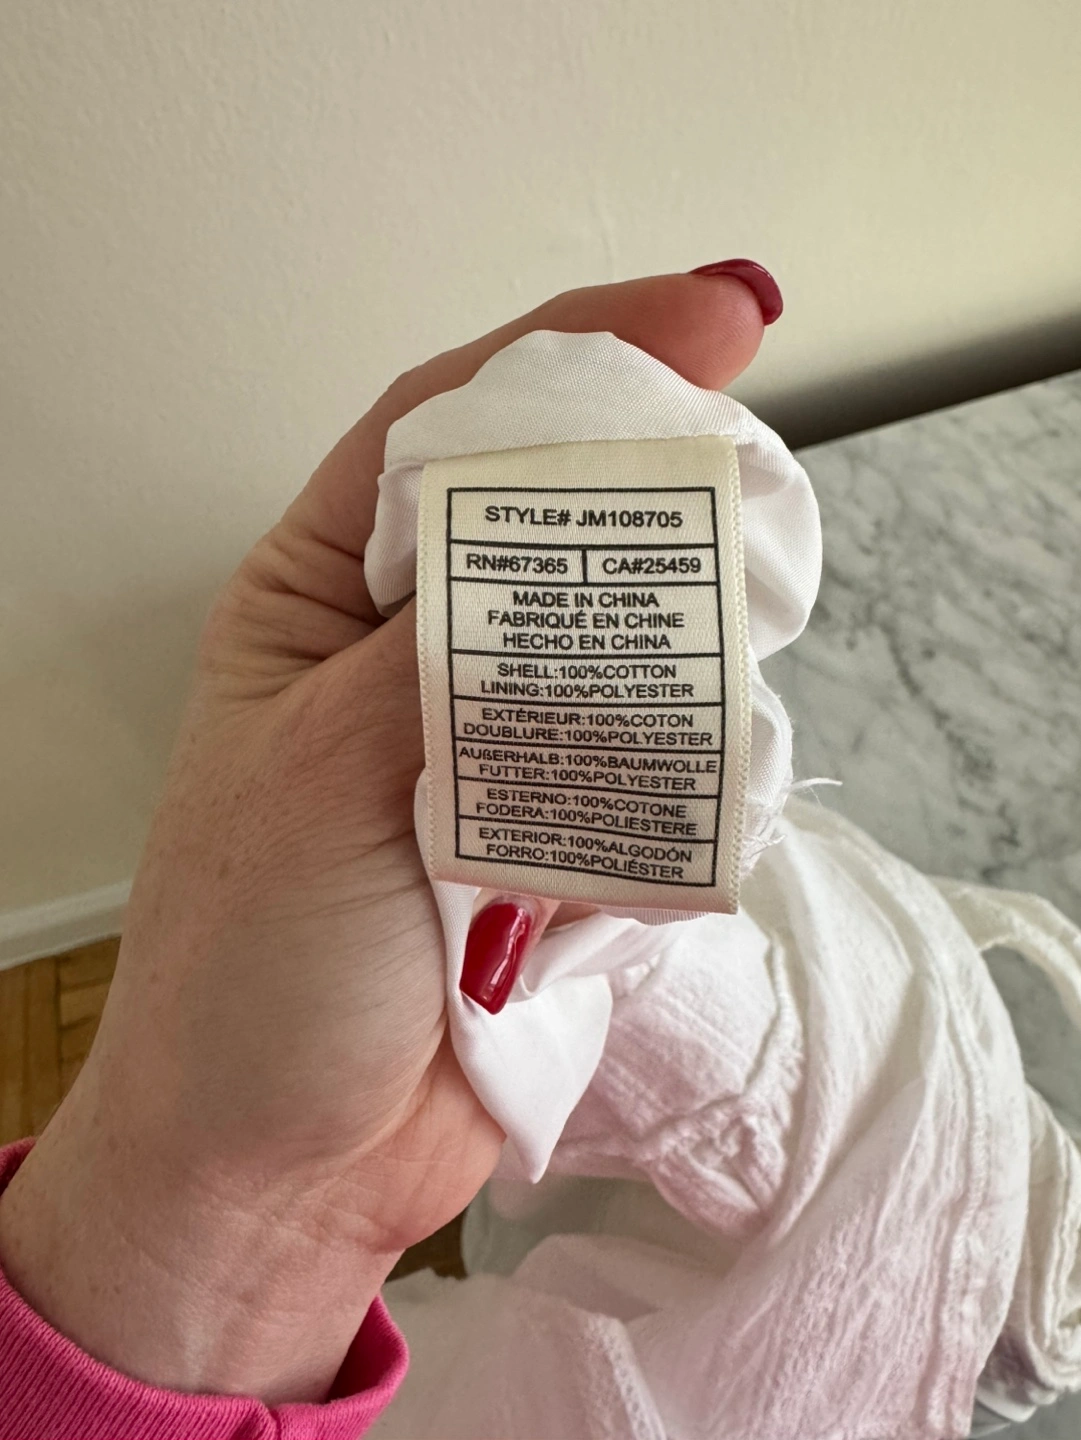 STYLE# JM108705
RN#67365 CA#25459
MADE IN CHINA
FABRIQUÉ EN CHINE
HECHO EN CHINA
SHELL:100%COTTON
LINING:100%POLYESTER
EXTÉRIEUR:100%COTON
DOUBLURE:100%POLYESTER
AUßERHALB:100%BAUMWOLLE
FUTTER:100%POLYESTER
ESTERNO:100%COTONE
FODERA:100%POLIESTERE
EXTERIOR:100%ALGODÓN
FORRO:100%POLIÉSTER